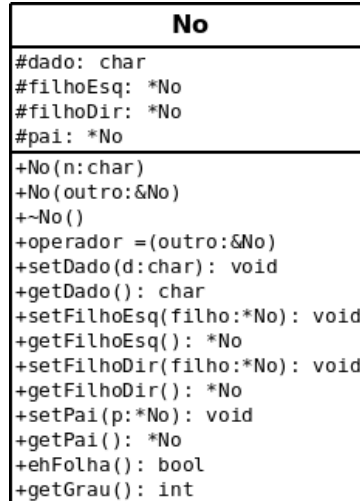 No
#dado: char
#filhoEsq: *No
#filhoDir: *No
#pai: *No
+No(n:char)
+No(outro:&No)
+~No()
+operador =(outro:&No)
+setDado(d:char): void
+getDado(): char
+setFilhoEsq(filho:*No): void
+getFilhoEsq(): *No
+setFilhoDir(filho:*No): void
+getFilhoDir(): *No
+setPai(p:*No): void
+getPai(): *No
+ehFolha(): bool
+getGrau(): int